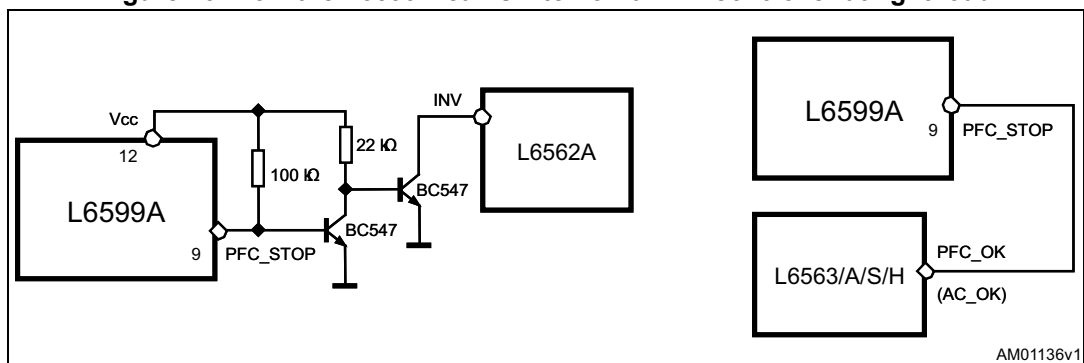 Vcc
12
100 kΩ
22 kΩ
L6599A
9
PFC_STOP
BC547
BC547
INV
L6562A
L6599A
9
PFC_STOP
L6563/A/S/H
PFC_OK
(AC_OK)
AM01136v1